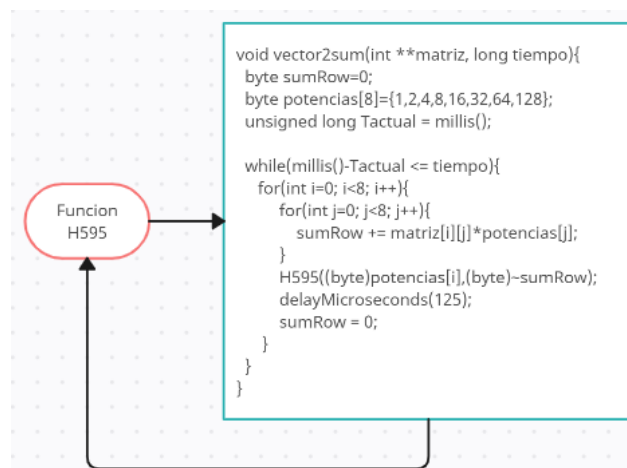 Funcion
H595
void vector2sum(int **matriz, long tiempo){
byte sumRow=0;
byte potencias[8]={1,2,4,8,16,32,64,128};
unsigned long Tactual = millis();
while(millis()-Tactual <= tiempo){
for(int i=0; i<8; i++){
for(int j=0; j<8; j++){
sumRow += matriz[i][j]*potencias[j];
}
H595((byte)potencias[i],(byte)~sumRow);
delayMicroseconds(125);
sumRow = 0;
}
}
}